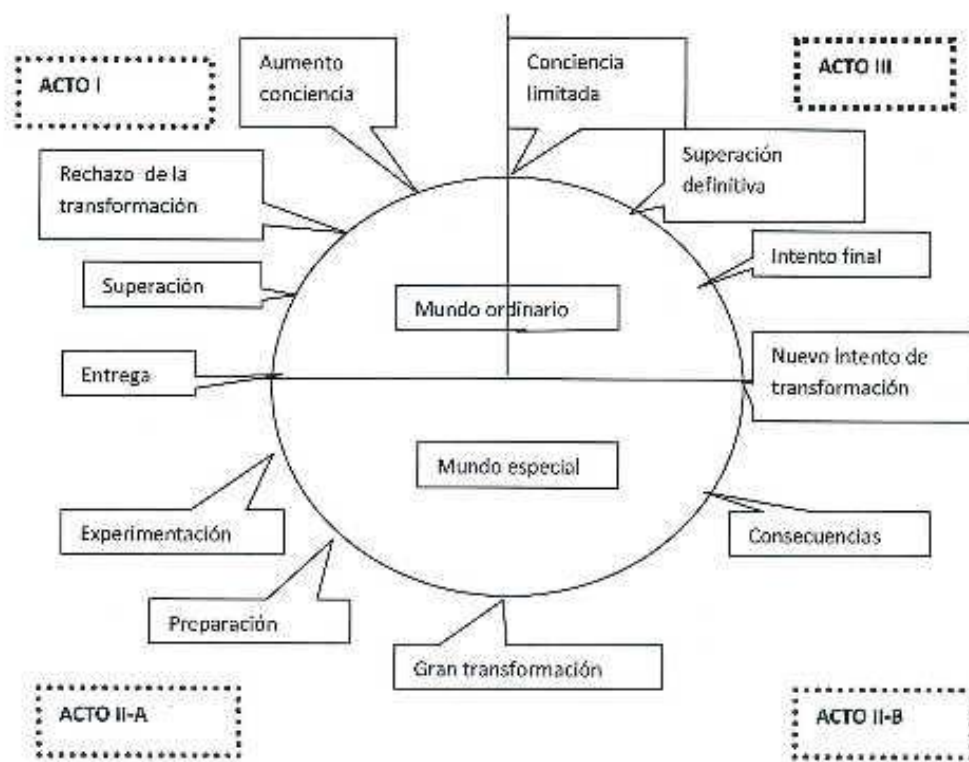 ACTO I
Aumento
conciencia
Conciencia
limitada
ACTO III
Superación
definitiva
Rechazo de la
transformación
Intento final
Superación
Mundo ordinario
Entrega
Nuevo intento de
transformación
Mundo especial
Experimentación
Consecuencias
Preparación
Gran transformación
ACTO II-A
ACTO II-B